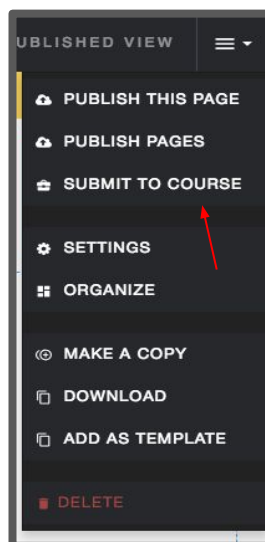 UBLISHED VIEW
PUBLISH THIS PAGE
PUBLISH PAGES
SUBMIT TO COURSE
SETTINGS
ORGANIZE
MAKE A COPY
DOWNLOAD
ADD AS TEMPLATE
DELETE